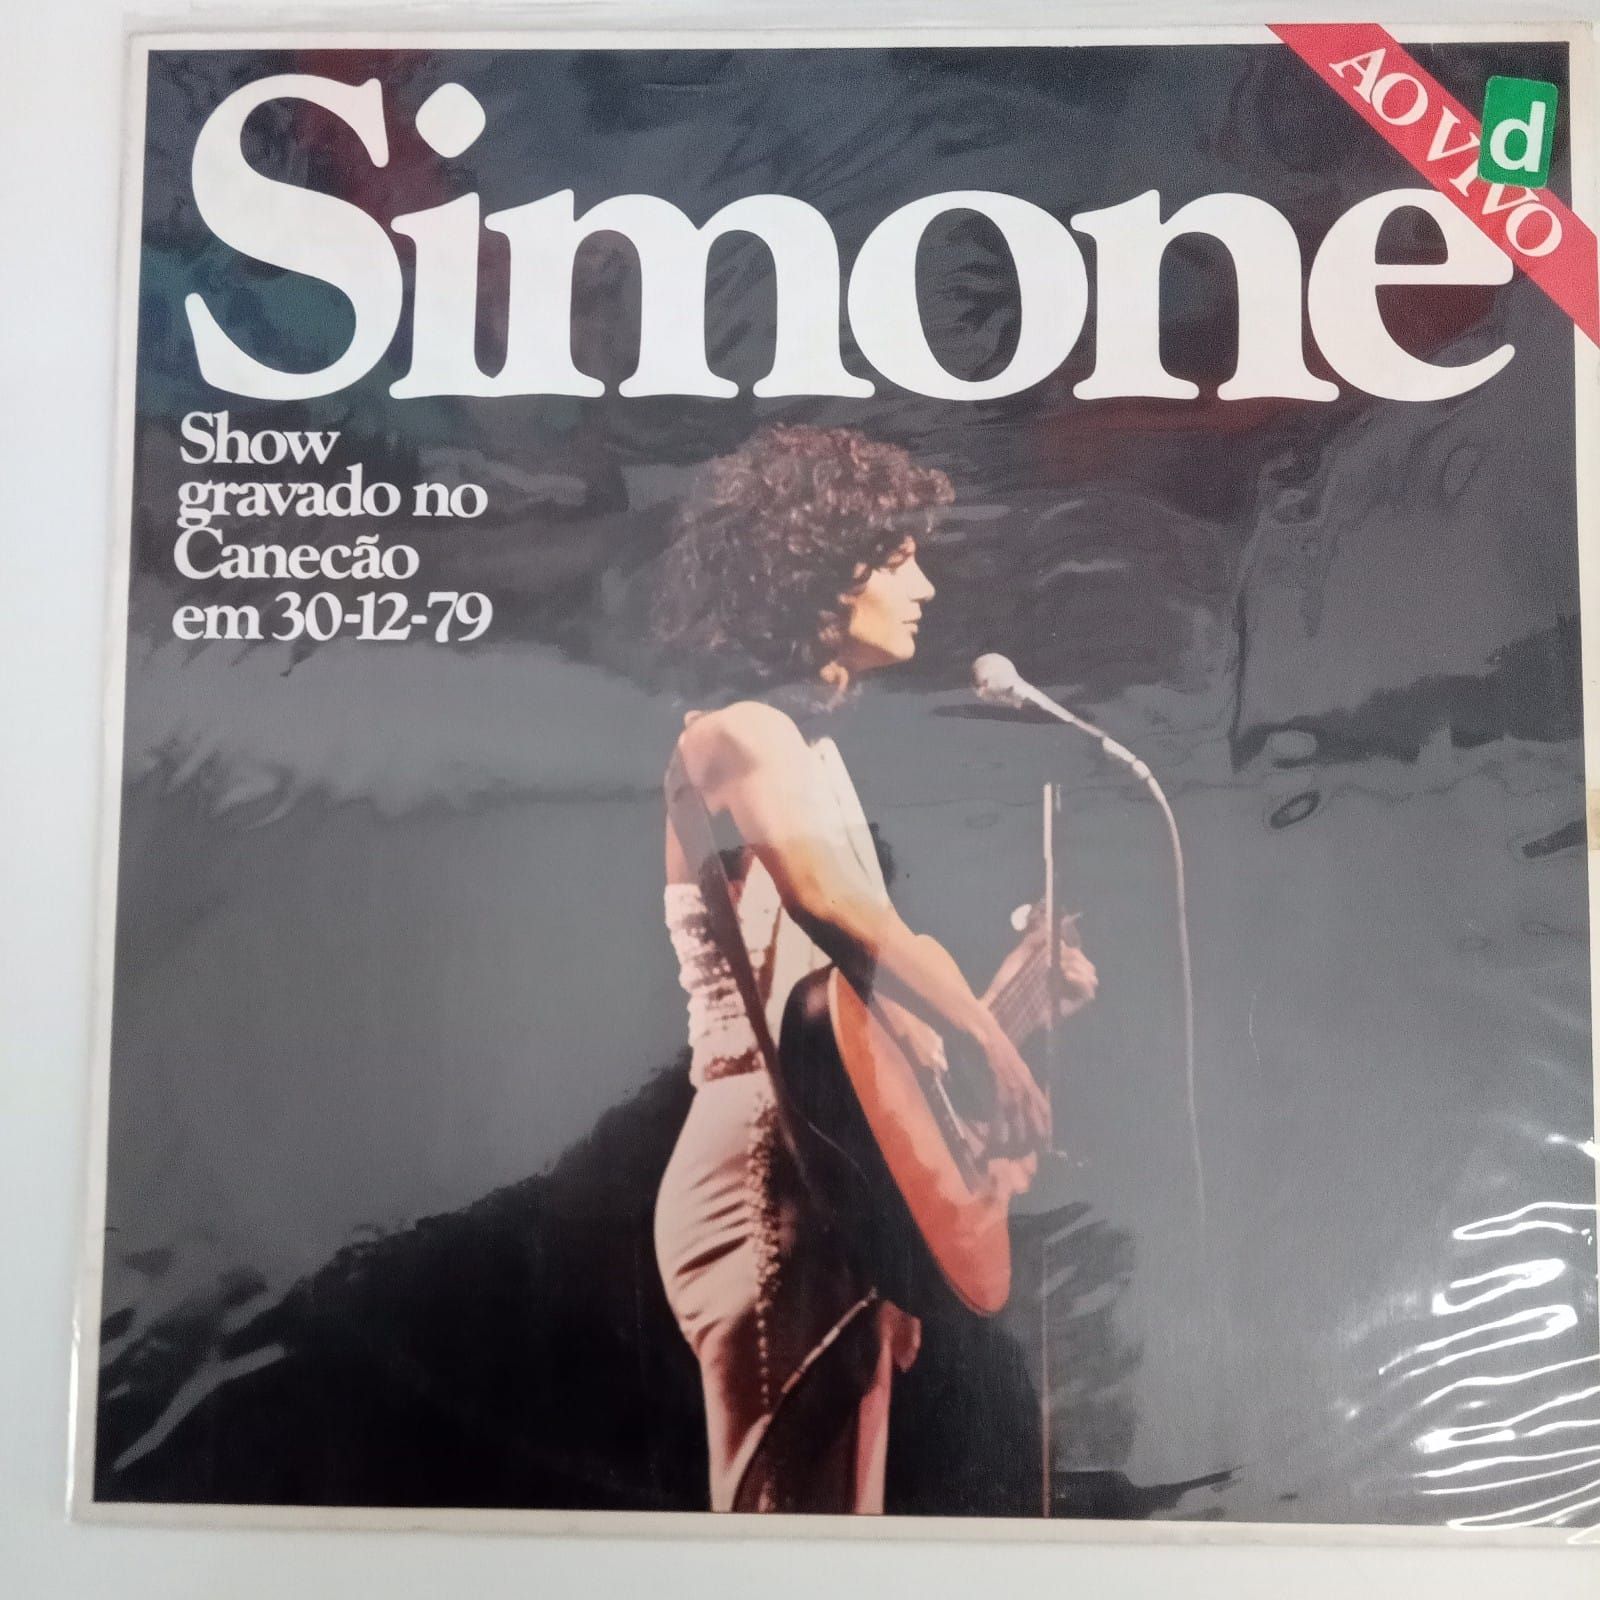 Simone
AO VIVO
d
Show
gravado no
Canecão
em 30-12-79